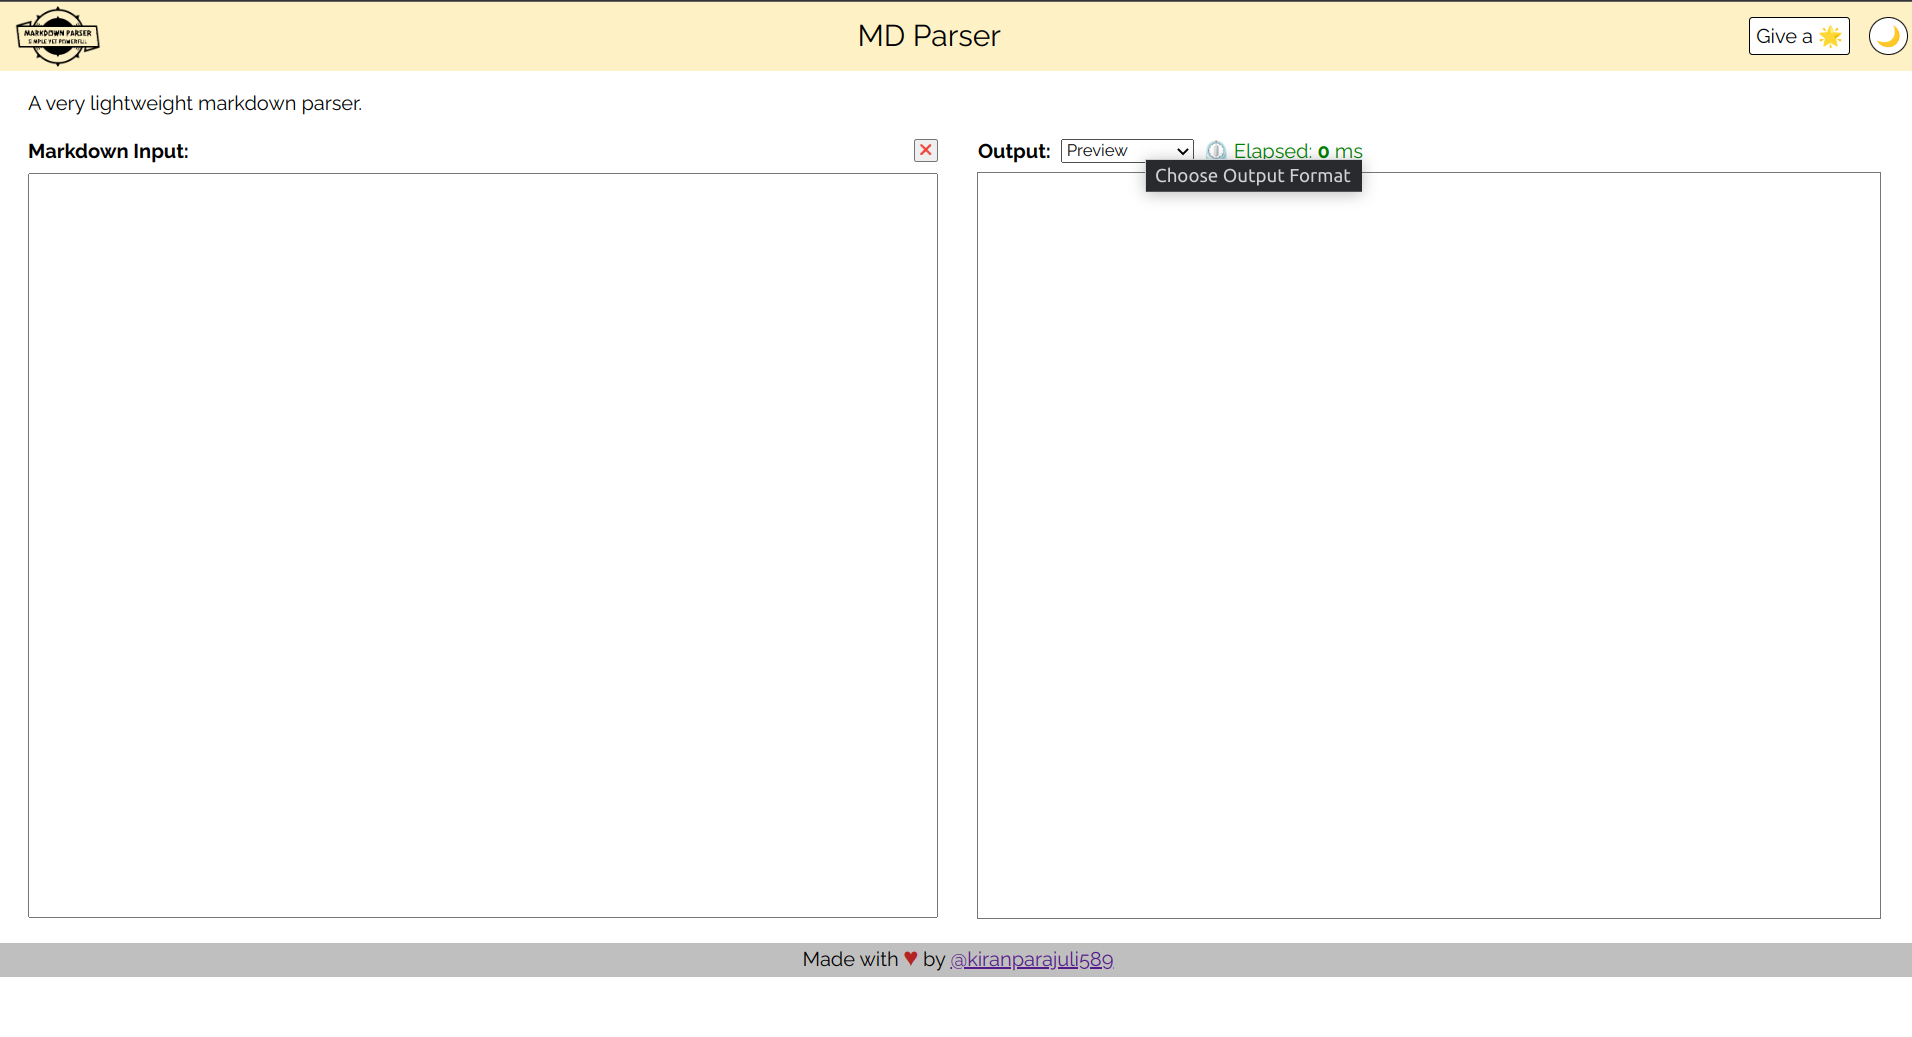 MARKDOWN PARSER
SIMPLE YET POWERFULL
MD Parser
Give a 🌟
🌙
A very lightweight markdown parser.
Markdown Input:
❌
Output: Preview ⏲️ Elapsed: 0 ms
Choose Output Format
Made with ♥ by @kiranparajuli589